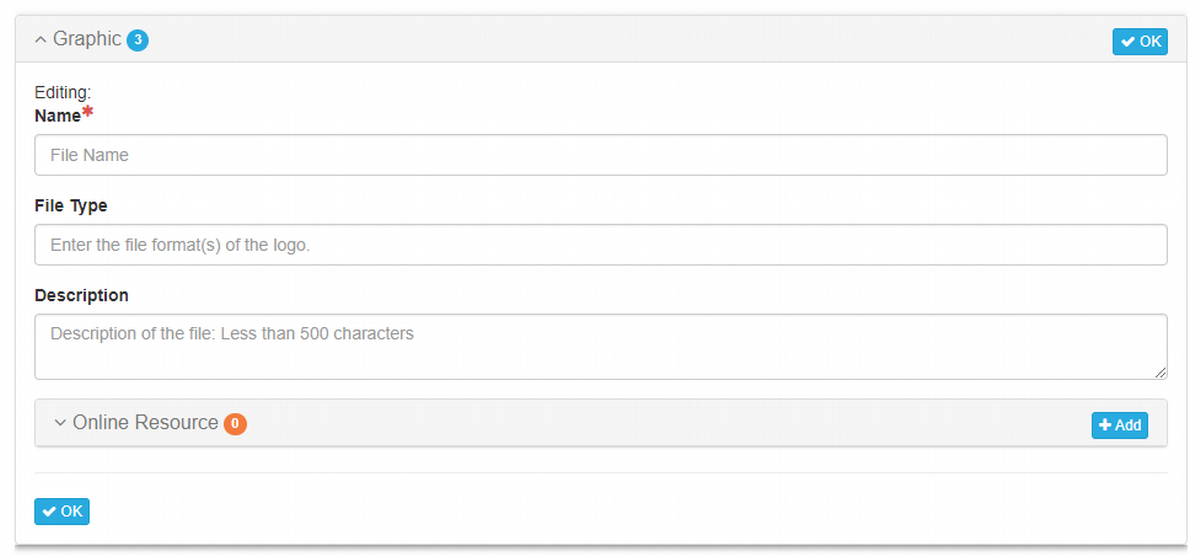 Graphic 3
OK
Editing:
Name*
File Name
File Type
Enter the file format(s) of the logo.
Description
Description of the file: Less than 500 characters
Online Resource 0
Add
OK